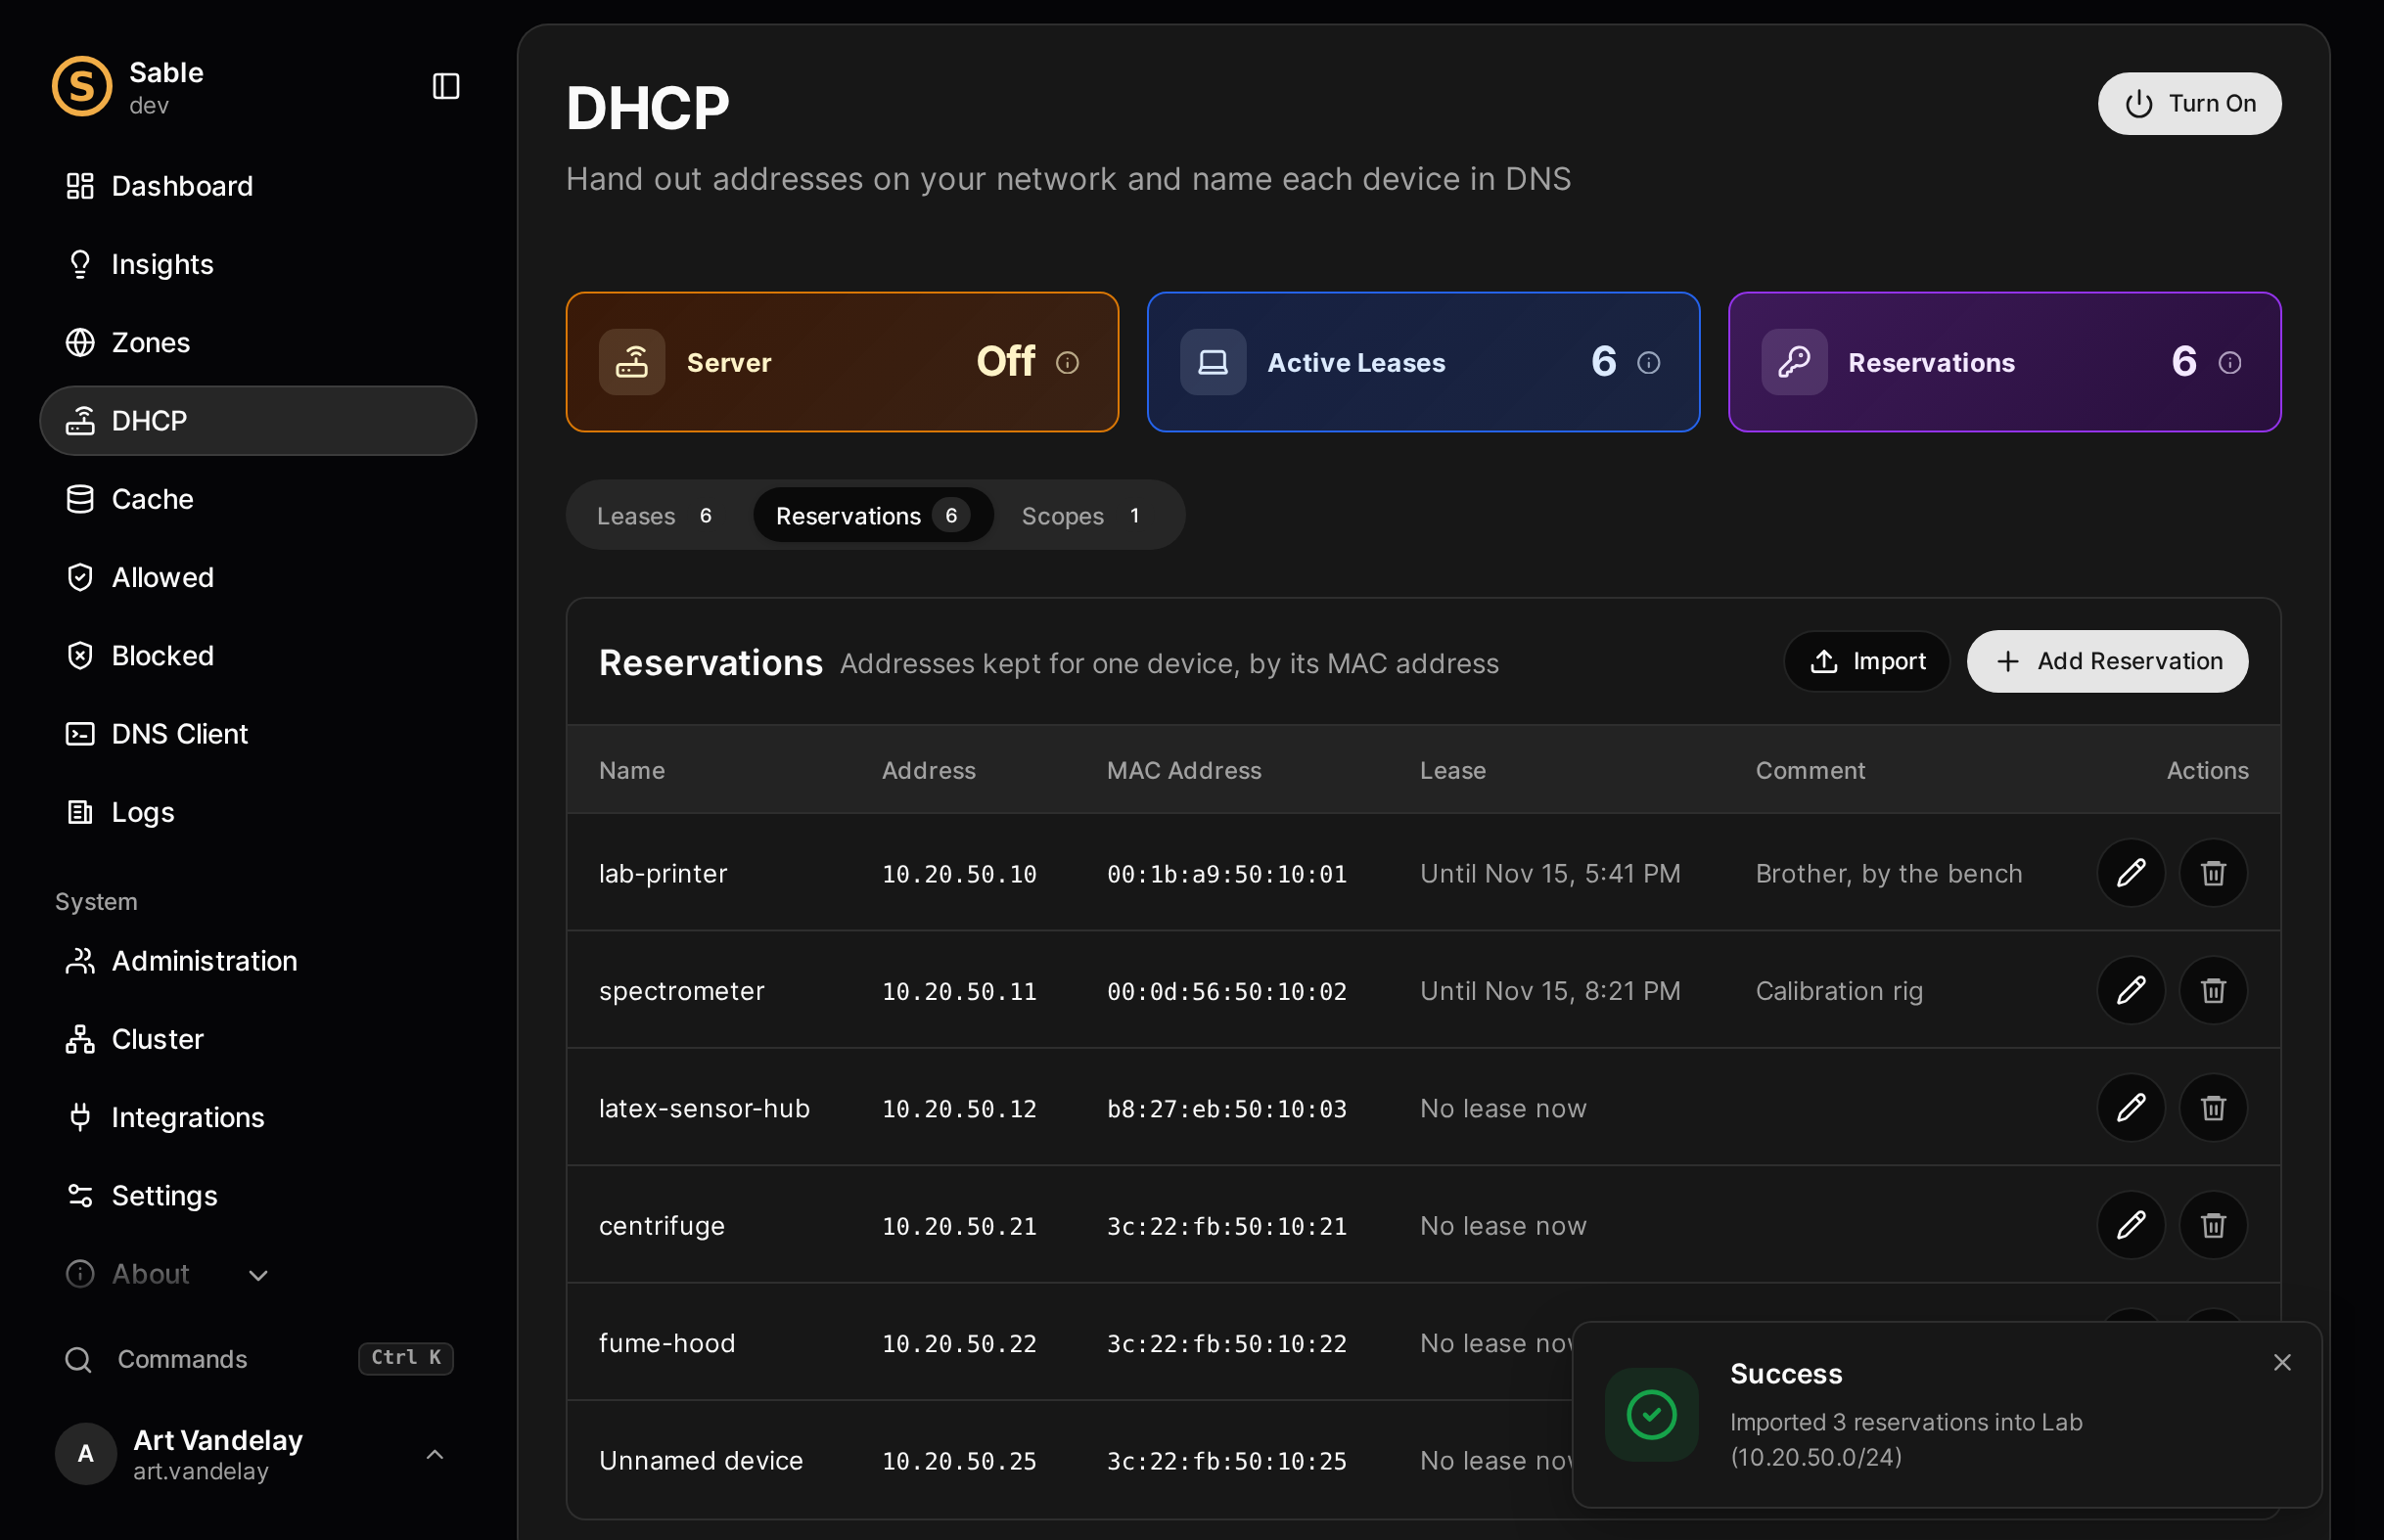 S
Sable
dev
Dashboard
Insights
Zones
DHCP
Cache
Allowed
Blocked
DNS Client
Logs
System
Administration
Cluster
Integrations
Settings
About
Commands Ctrl K
A
Art Vandelay
art.vandelay
DHCP
Turn On
Hand out addresses on your network and name each device in DNS
Server Off
Active Leases 6
Reservations 6
Leases 6 Reservations 6 Scopes 1
Reservations Addresses kept for one device, by its MAC address Import Add Reservation
Name Address MAC Address Lease Comment Actions
lab-printer 10.20.50.10 00:1b:a9:50:10:01 Until Nov 15, 5:41 PM Brother, by the bench
spectrometer 10.20.50.11 00:0d:56:50:10:02 Until Nov 15, 8:21 PM Calibration rig
latex-sensor-hub 10.20.50.12 b8:27:eb:50:10:03 No lease now
centrifuge 10.20.50.21 3c:22:fb:50:10:21 No lease now
fume-hood 10.20.50.22 3c:22:fb:50:10:22 No lease now
Unnamed device 10.20.50.25 3c:22:fb:50:10:25 No lease now
Success
Imported 3 reservations into Lab
(10.20.50.0/24)